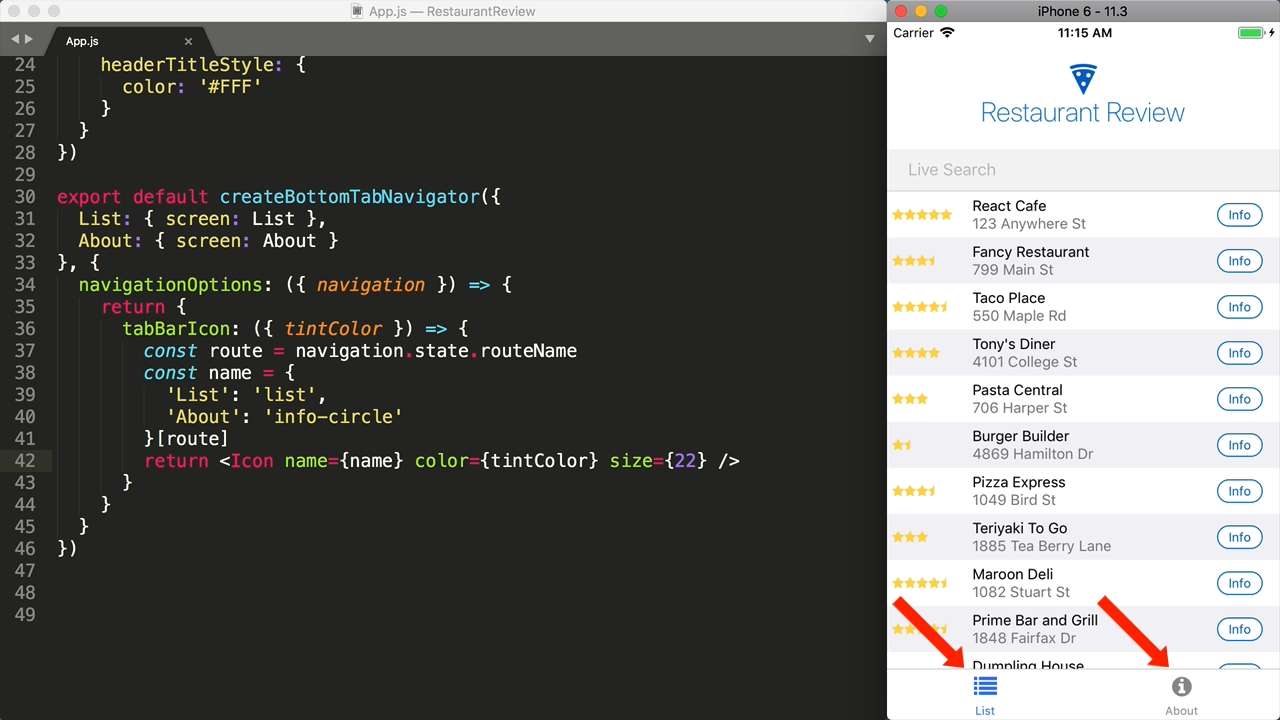 App.js — RestaurantReview
App.js
24 headerTitleStyle: {
25 color: '#FFF'
26 }
27 }
28 })
29
30 export default createBottomTabNavigator({
31 List: { screen: List },
32 About: { screen: About }
33 }, {
34 navigationOptions: ({ navigation }) => {
35 return {
36 tabBarIcon: ({ tintColor }) => {
37 const route = navigation.state.routeName
38 const name = {
39 'List': 'list',
40 'About': 'info-circle'
41 }[route]
42 return <Icon name={name} color={tintColor} size={22} />
43 }
44 }
45 }
46 })
47
48
49
iPhone 6 - 11.3
Carrier 11:15 AM
Restaurant Review
Live Search
React Cafe
123 Anywhere St
Info
Fancy Restaurant
799 Main St
Info
Taco Place
550 Maple Rd
Info
Tony's Diner
4101 College St
Info
Pasta Central
706 Harper St
Info
Burger Builder
4869 Hamilton Dr
Info
Pizza Express
1049 Bird St
Info
Teriyaki To Go
1885 Tea Berry Lane
Info
Maroon Deli
1082 Stuart St
Info
Prime Bar and Grill
1848 Fairfax Dr
Info
Dumpling House
List
About